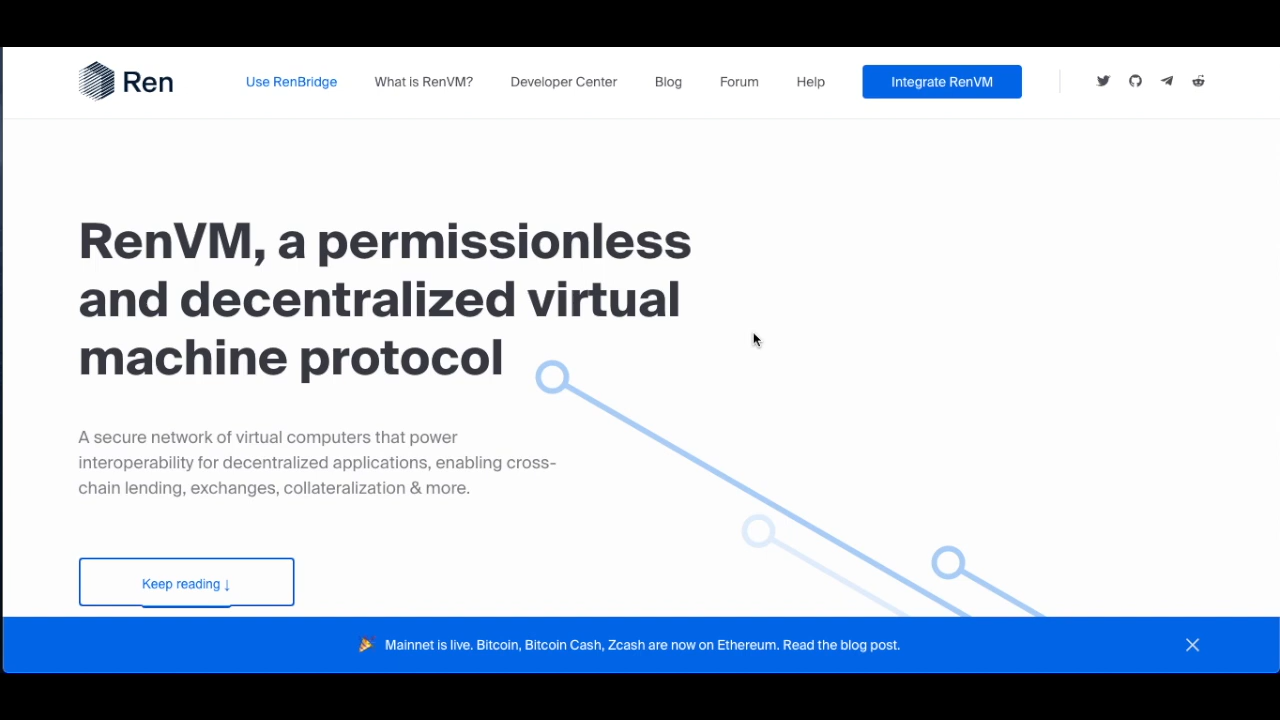 Ren
Use RenBridge
What is RenVM?
Developer Center
Blog
Forum
Help
Integrate RenVM
RenVM, a permissionless
and decentralized virtual
machine protocol
A secure network of virtual computers that power
interoperability for decentralized applications, enabling cross-
chain lending, exchanges, collateralization & more.
Keep reading ↓
Mainnet is live. Bitcoin, Bitcoin Cash, Zcash are now on Ethereum. Read the blog post.